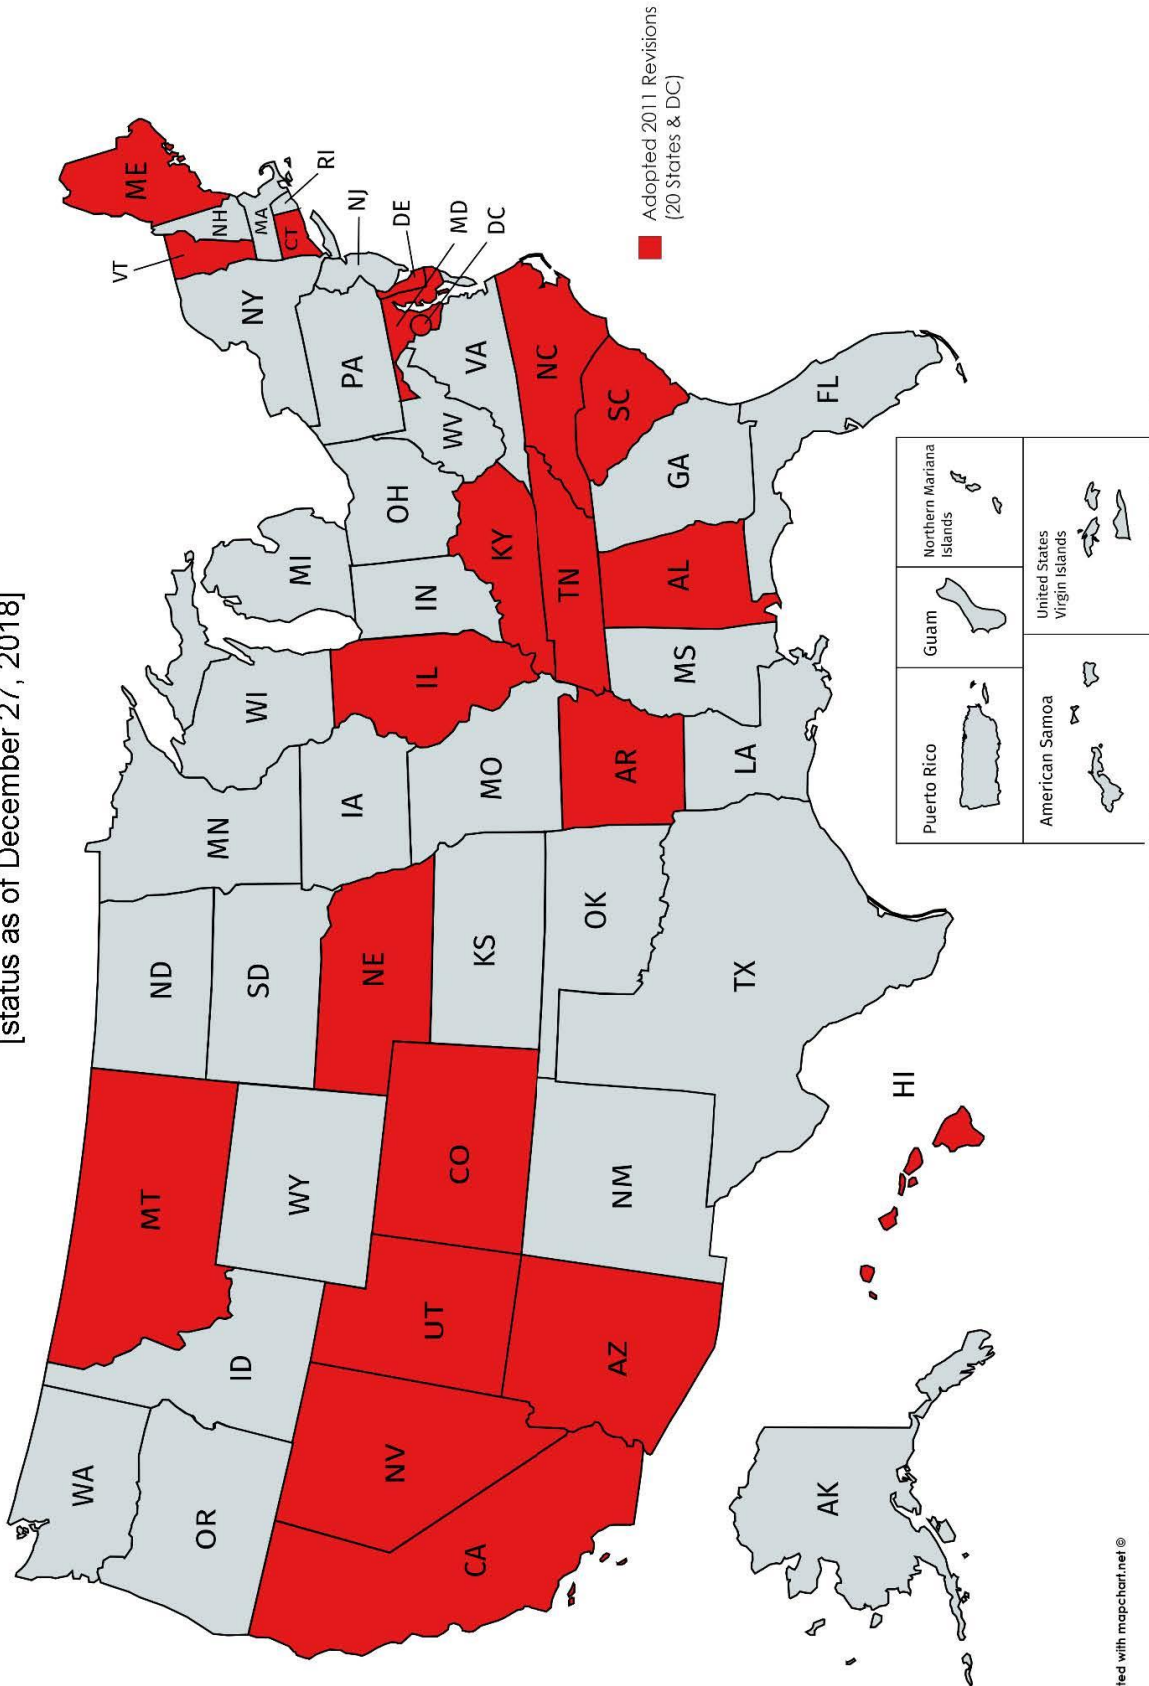 [status as of December 27, 2018]
WA
OR
CA
NV
ID
MT
WY
UT
AZ
CO
NM
ND
SD
NE
KS
OK
TX
MN
IA
MO
AR
LA
WI
IL
MS
MI
IN
OH
KY
TN
AL
GA
FL
WV
VA
NC
SC
PA
NY
VT
NH
MA
CT
ME
RI
NJ
DE
MD
DC
AK
HI
Adopted 2011 Revisions
(20 States & DC)
Puerto Rico
Guam
Northern Mariana
Islands
American Samoa
United States
Virgin Islands
ted with mapchart.net ©